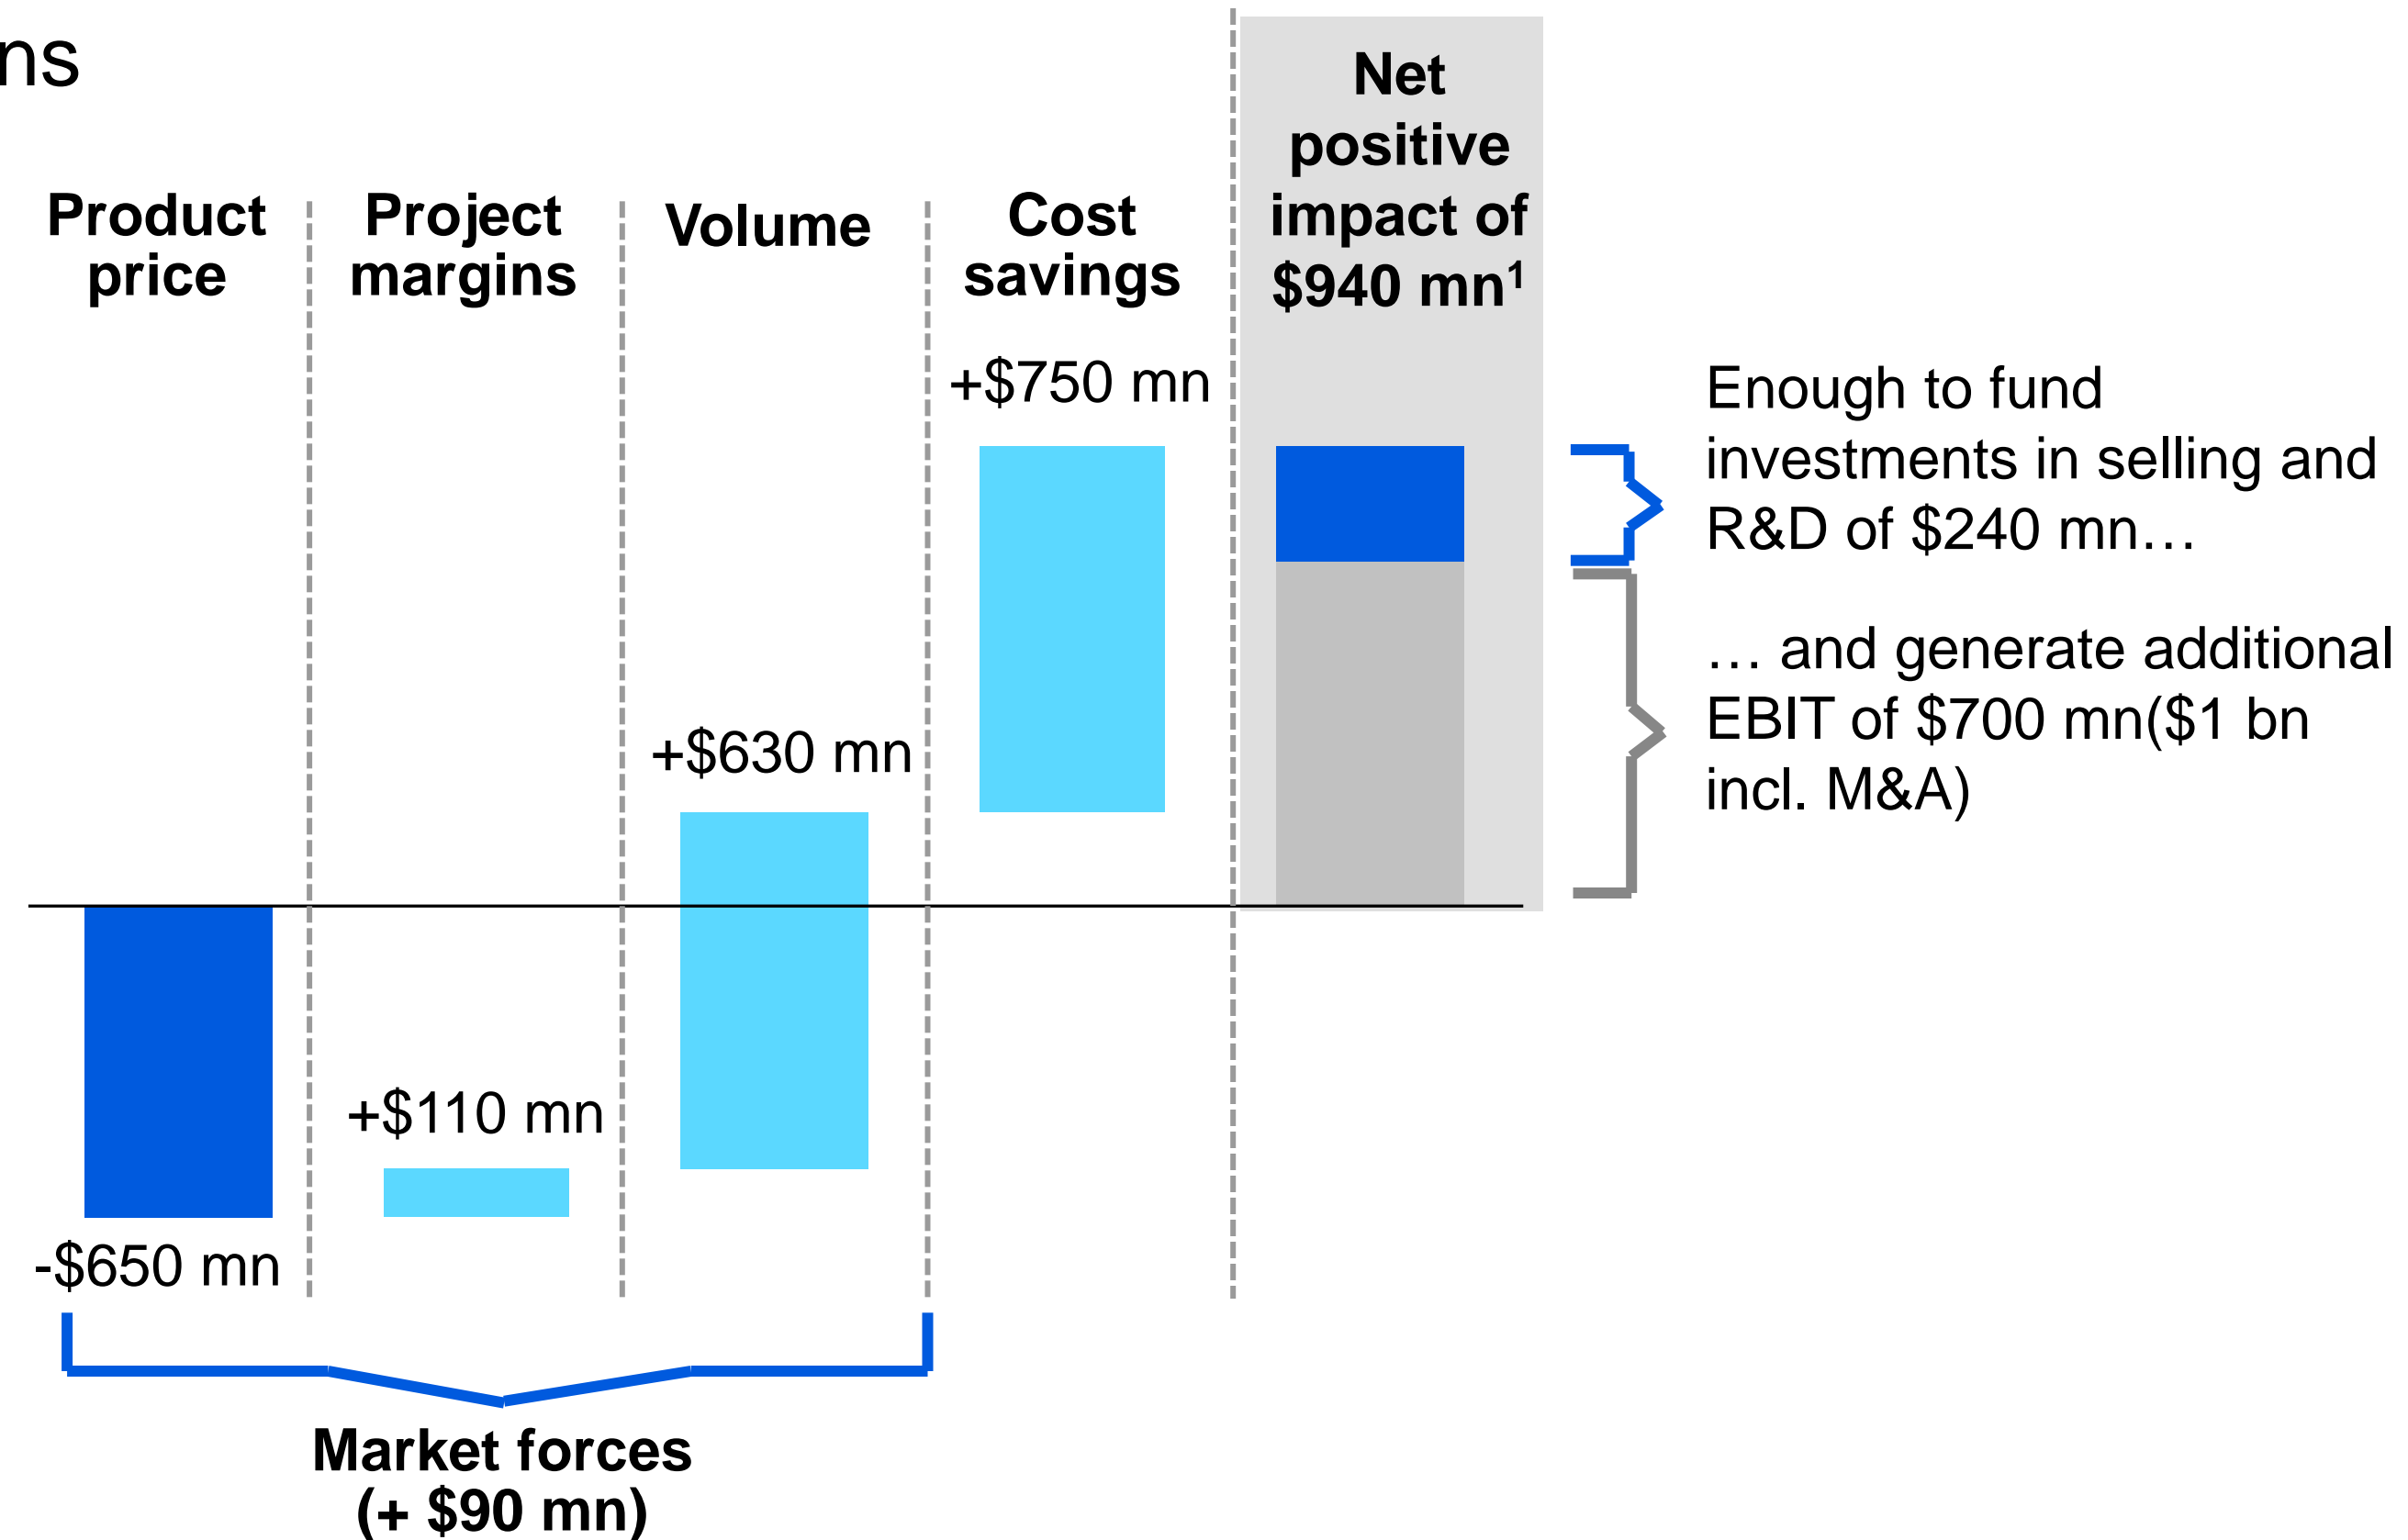 ns
Product
price
Project
margins
Volume
Cost
savings
Net
positive
impact of
$940 mn¹
+$750 mn
+$630 mn
+$110 mn
-$650 mn
Enough to fund
investments in selling and
R&D of $240 mn…
… and generate additional
EBIT of $700 mn($1 bn
incl. M&A)
Market forces
(+ $90 mn)